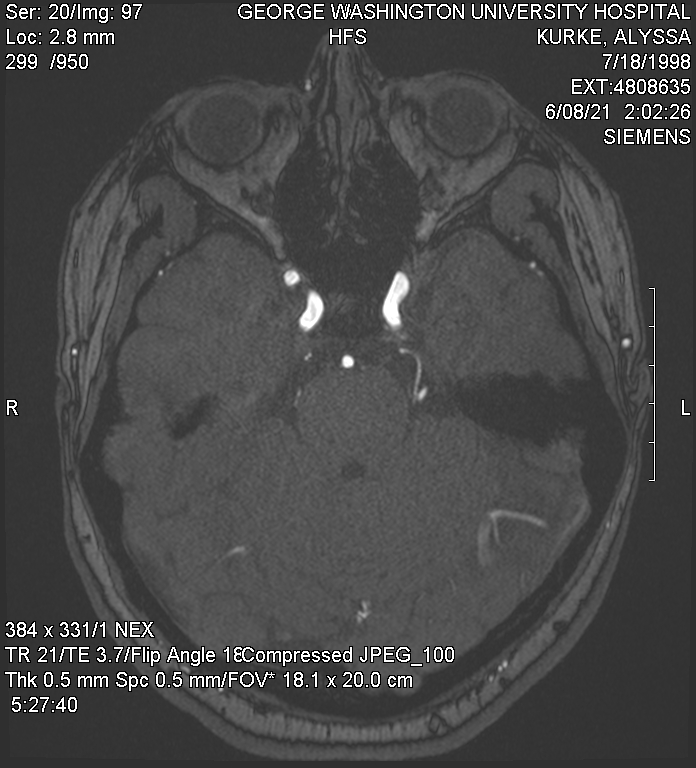 Ser: 20/Img: 97
Loc: 2.8 mm
299 /950
GEORGE WASHINGTON UNIVERSITY HOSPITAL
HFS
KURKE, ALYSSA
7/18/1998
EXT:4808635
6/08/21 2:02:26
SIEMENS
R
L
384 x 331/1 NEX
TR 21/TE 3.7/Flip Angle 18Compressed JPEG_100
Thk 0.5 mm Spc 0.5 mm/FOV* 18.1 x 20.0 cm
5:27:40